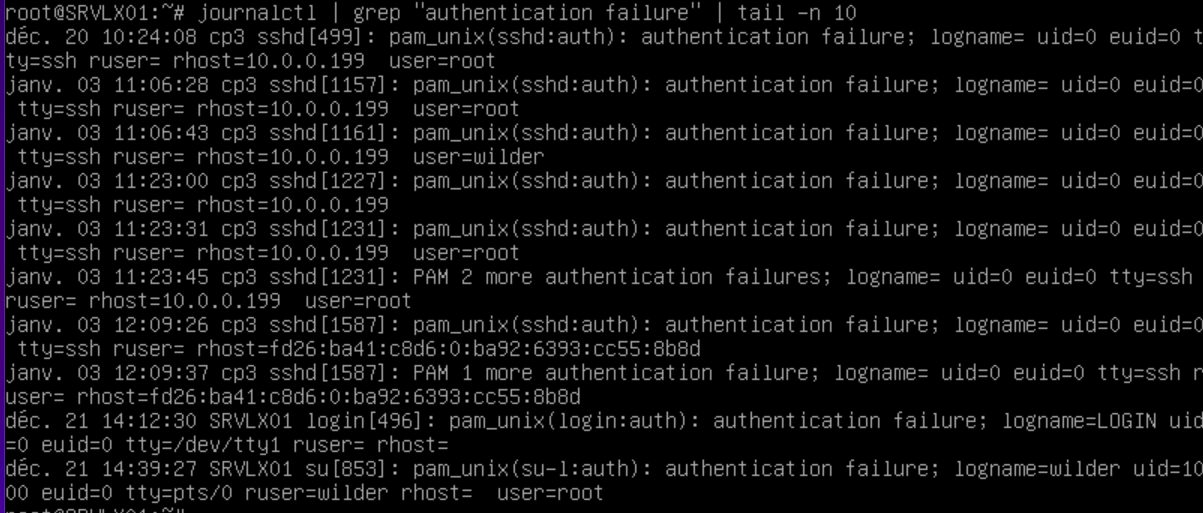 root@SRVLX01:~# journalctl | grep "authentication failure" | tail -n 10
déc. 20 10:24:08 cp3 sshd[499]: pam_unix(sshd:auth): authentication failure; logname= uid=0 euid=0 t
ty=ssh ruser= rhost=10.0.0.199  user=root
janv. 03 11:06:28 cp3 sshd[1157]: pam_unix(sshd:auth): authentication failure; logname= uid=0 euid=0
 tty=ssh ruser= rhost=10.0.0.199  user=root
janv. 03 11:06:43 cp3 sshd[1161]: pam_unix(sshd:auth): authentication failure; logname= uid=0 euid=0
 tty=ssh ruser= rhost=10.0.0.199  user=wilder
janv. 03 11:23:00 cp3 sshd[1227]: pam_unix(sshd:auth): authentication failure; logname= uid=0 euid=0
 tty=ssh ruser= rhost=10.0.0.199
janv. 03 11:23:31 cp3 sshd[1231]: pam_unix(sshd:auth): authentication failure; logname= uid=0 euid=0
 tty=ssh ruser= rhost=10.0.0.199  user=root
janv. 03 11:23:45 cp3 sshd[1231]: PAM 2 more authentication failures; logname= uid=0 euid=0 tty=ssh
ruser= rhost=10.0.0.199  user=root
janv. 03 12:09:26 cp3 sshd[1587]: pam_unix(sshd:auth): authentication failure; logname= uid=0 euid=0
 tty=ssh ruser= rhost=fd26:ba41:c8d6:0:ba92:6393:cc55:8b8d
janv. 03 12:09:37 cp3 sshd[1587]: PAM 1 more authentication failure; logname= uid=0 euid=0 tty=ssh r
user= rhost=fd26:ba41:c8d6:0:ba92:6393:cc55:8b8d
déc. 21 14:12:30 SRVLX01 login[496]: pam_unix(login:auth): authentication failure; logname=LOGIN uid
=0 euid=0 tty=/dev/tty1 ruser= rhost=
déc. 21 14:39:27 SRVLX01 su[853]: pam_unix(su-l:auth): authentication failure; logname=wilder uid=10
00 euid=0 tty=pts/0 ruser=wilder rhost=  user=root
root@SRVLX01:~#